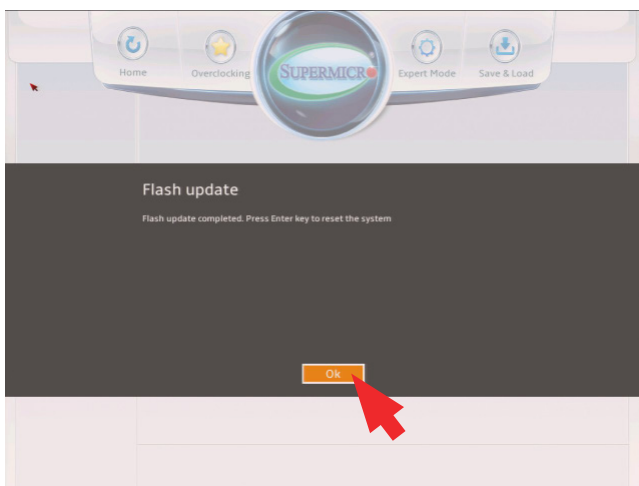 Home
Overclocking
SUPERMICRO
Expert Mode
Save & Load
Flash update
Flash update completed. Press Enter key to reset the system
Ok